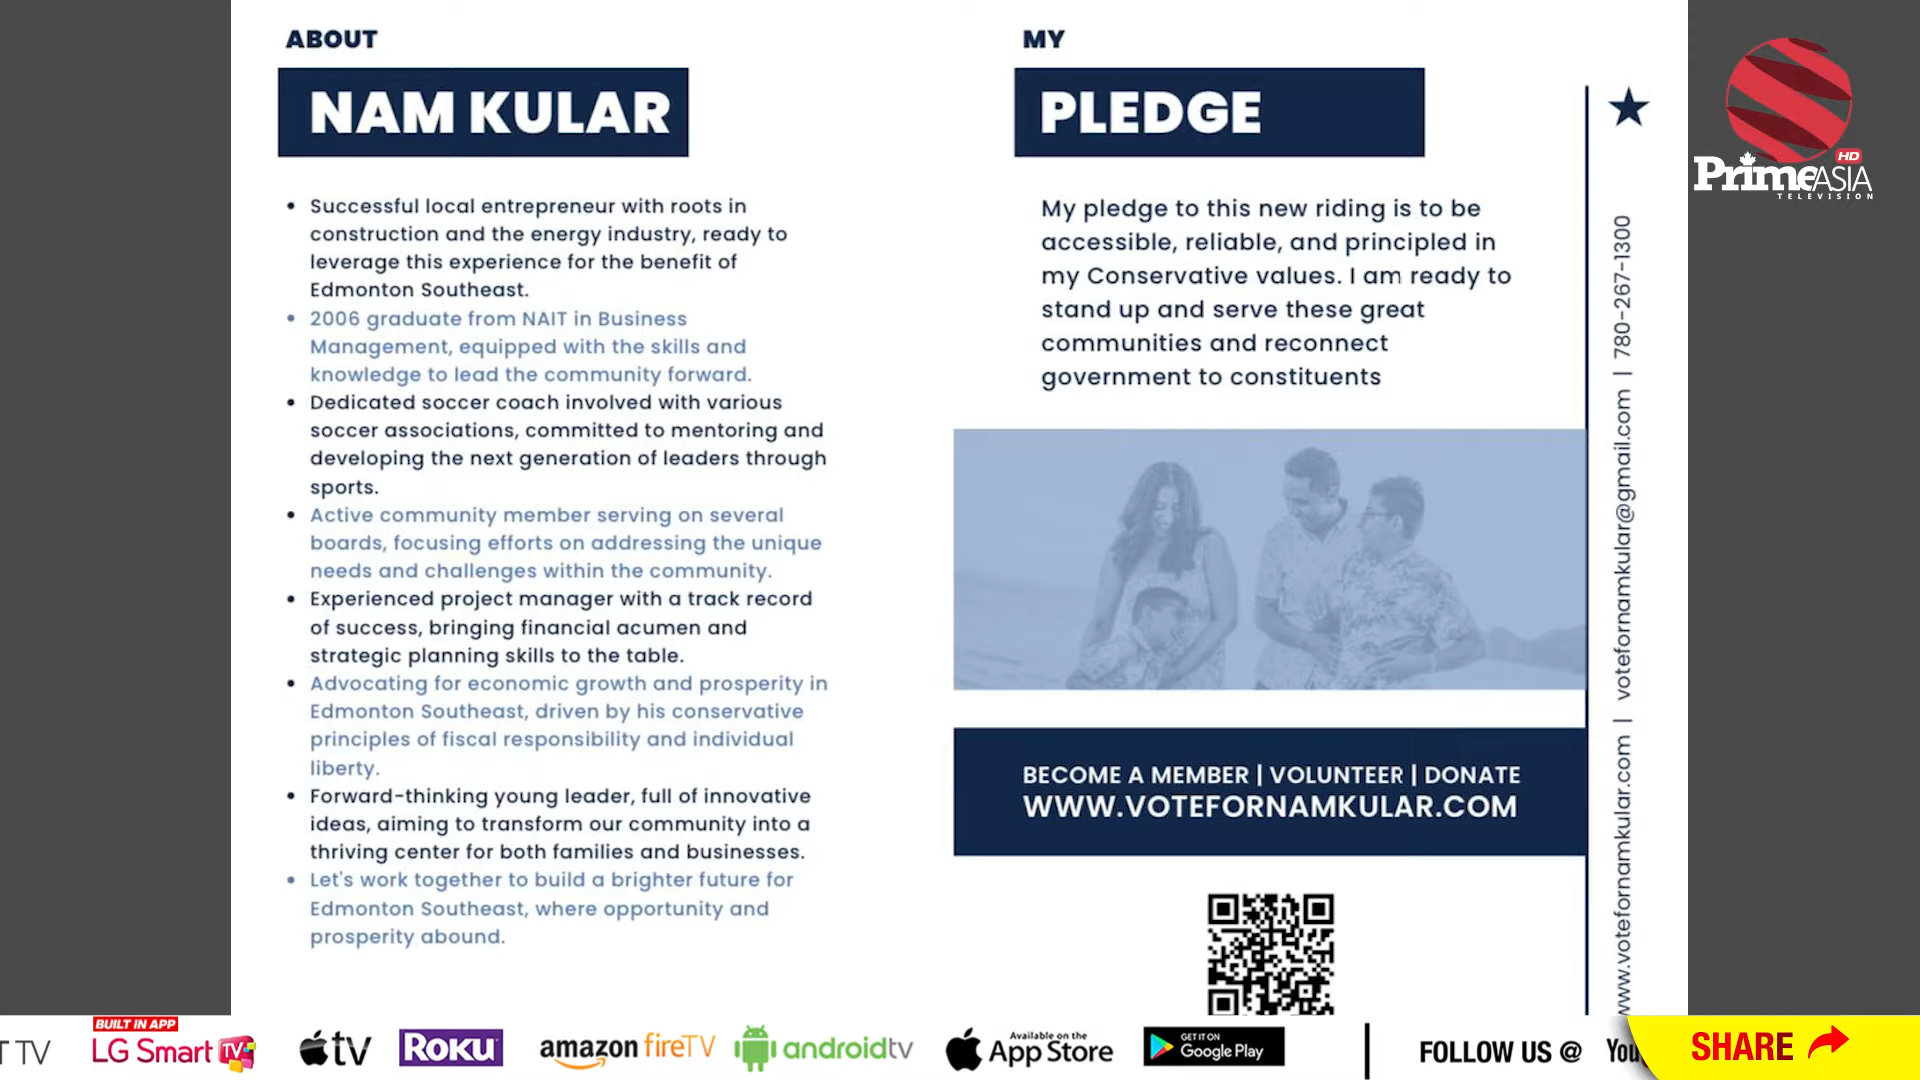 ABOUT
NAM KULAR
• Successful local entrepreneur with roots in
construction and the energy industry, ready to
leverage this experience for the benefit of
Edmonton Southeast.
• 2006 graduate from NAIT in Business
Management, equipped with the skills and
knowledge to lead the community forward.
• Dedicated soccer coach involved with various
soccer associations, committed to mentoring and
developing the next generation of leaders through
sports.
• Active community member serving on several
boards, focusing efforts on addressing the unique
needs and challenges within the community.
• Experienced project manager with a track record
of success, bringing financial acumen and
strategic planning skills to the table.
• Advocating for economic growth and prosperity in
Edmonton Southeast, driven by his conservative
principles of fiscal responsibility and individual
liberty.
• Forward-thinking young leader, full of innovative
ideas, aiming to transform our community into a
thriving center for both families and businesses.
• Let's work together to build a brighter future for
Edmonton Southeast, where opportunity and
prosperity abound.
MY
PLEDGE
My pledge to this new riding is to be
accessible, reliable, and principled in
my Conservative values. I am ready to
stand up and serve these great
communities and reconnect
government to constituents
BECOME A MEMBER | VOLUNTEER | DONATE
WWW.VOTEFORNAMKULAR.COM
www.votefornamkular.com | votefornamkular@gmail.com | 780-267-1300
HD
PrimeASIA
TELEVISION
T TV
BUILT IN APP
LG Smart TV
tv
ROKU
amazon fireTV
androidtv
Available on the
App Store
GET IT ON
Google Play
FOLLOW US @
You
SHARE